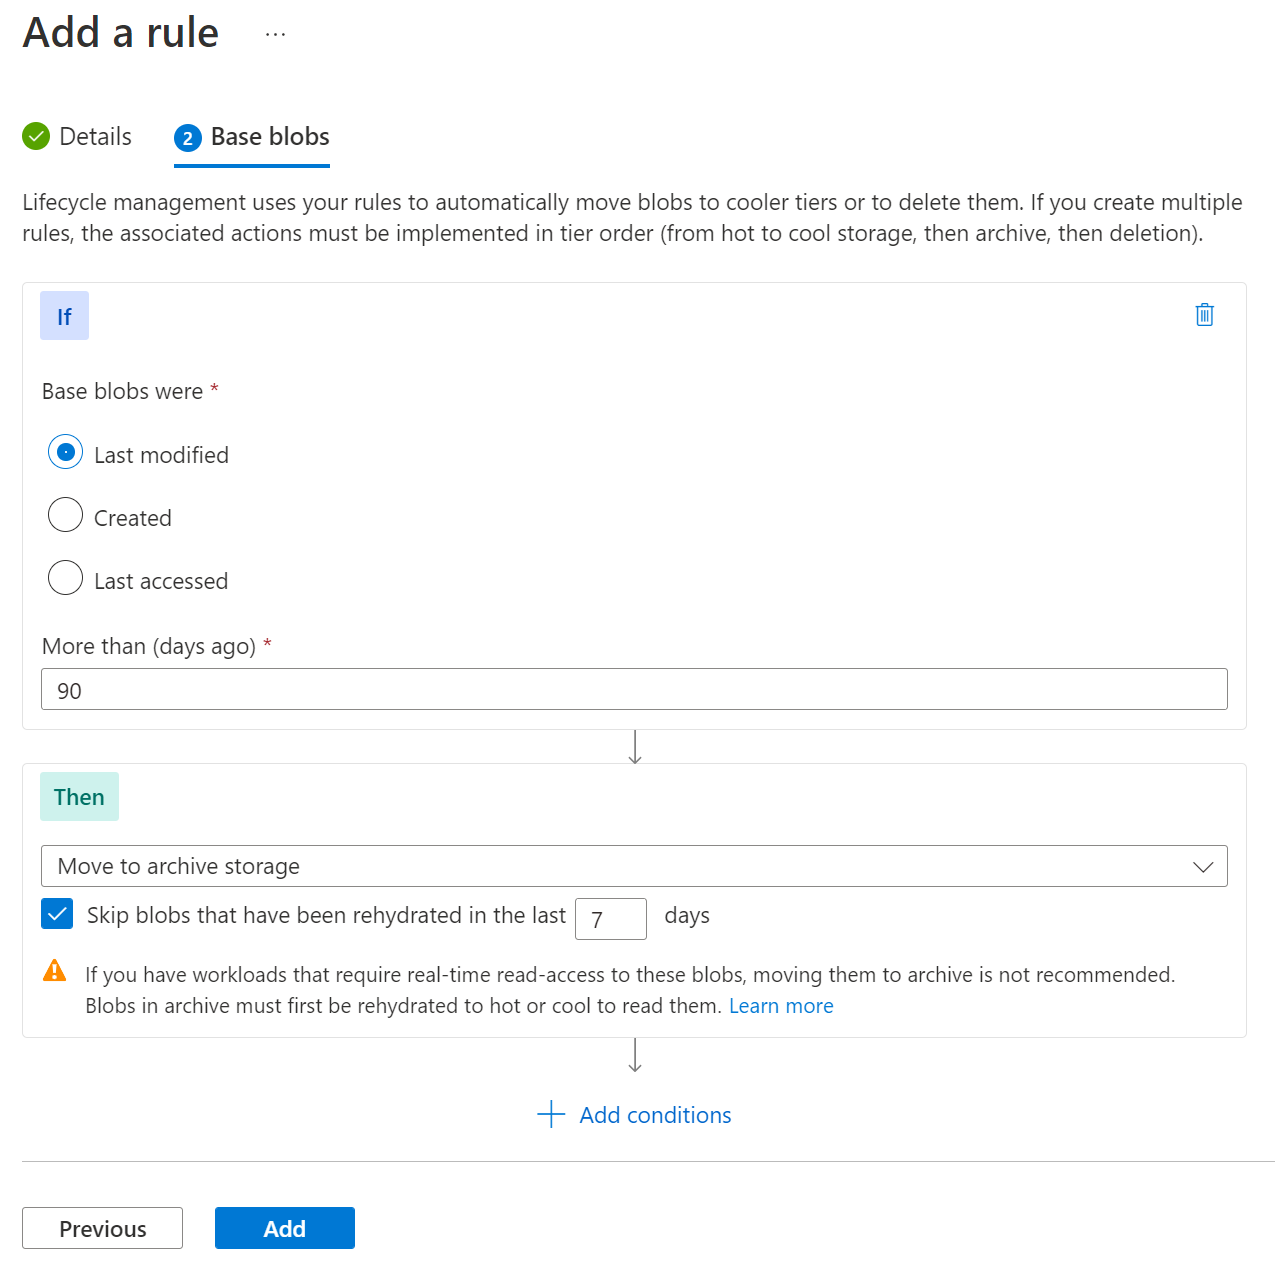 Add a rule ...
Details
2 Base blobs
Lifecycle management uses your rules to automatically move blobs to cooler tiers or to delete them. If you create multiple
rules, the associated actions must be implemented in tier order (from hot to cool storage, then archive, then deletion).
If
Base blobs were *
Last modified
Created
Last accessed
More than (days ago) *
90
Then
Move to archive storage
Skip blobs that have been rehydrated in the last 7 days
If you have workloads that require real-time read-access to these blobs, moving them to archive is not recommended.
Blobs in archive must first be rehydrated to hot or cool to read them. Learn more
Add conditions
Previous
Add